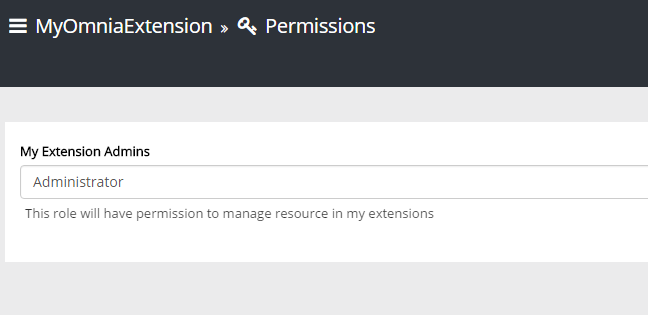 MyOmniaExtension » Permissions
My Extension Admins
Administrator
This role will have permission to manage resource in my extensions